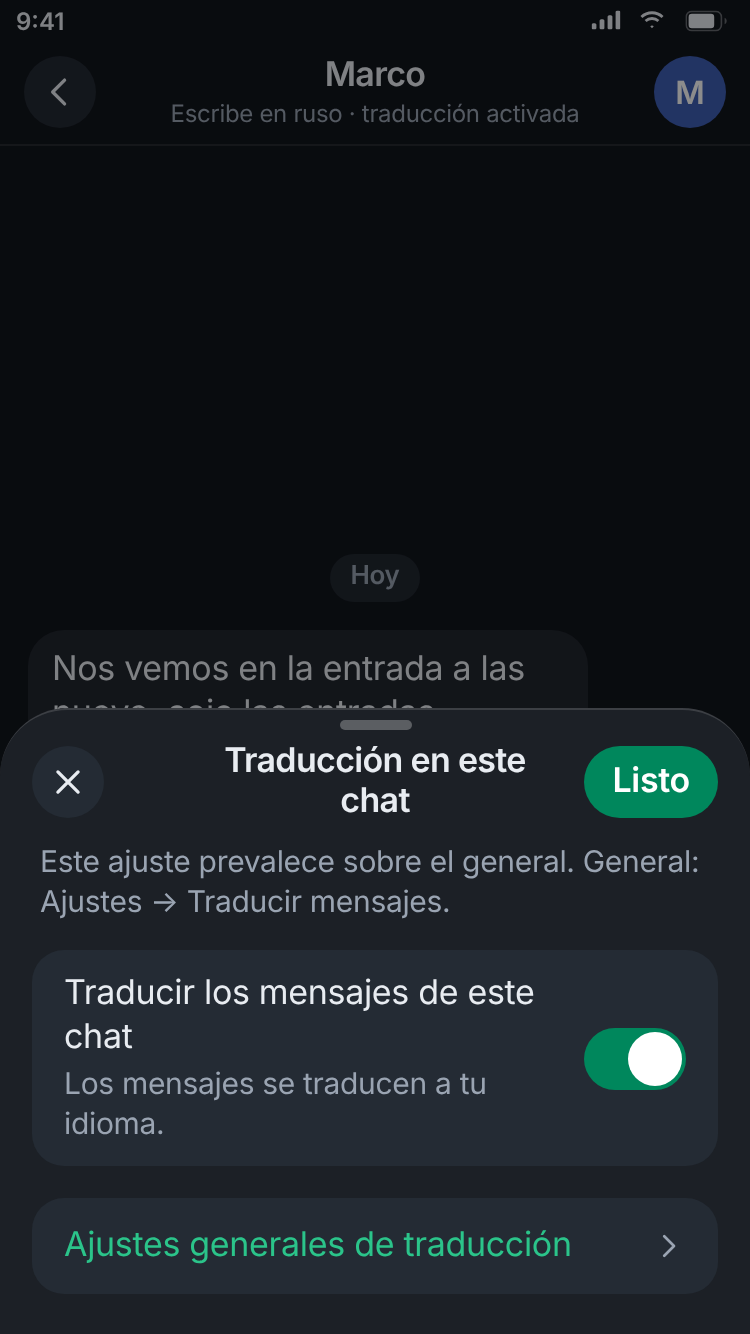 9:41
Marco
Escribe en ruso · traducción activada
M
Hoy
Nos vemos en la entrada a las
Traducción en este
chat
Listo
Este ajuste prevalece sobre el general. General:
Ajustes → Traducir mensajes.
Traducir los mensajes de este
chat
Los mensajes se traducen a tu
idioma.
Ajustes generales de traducción